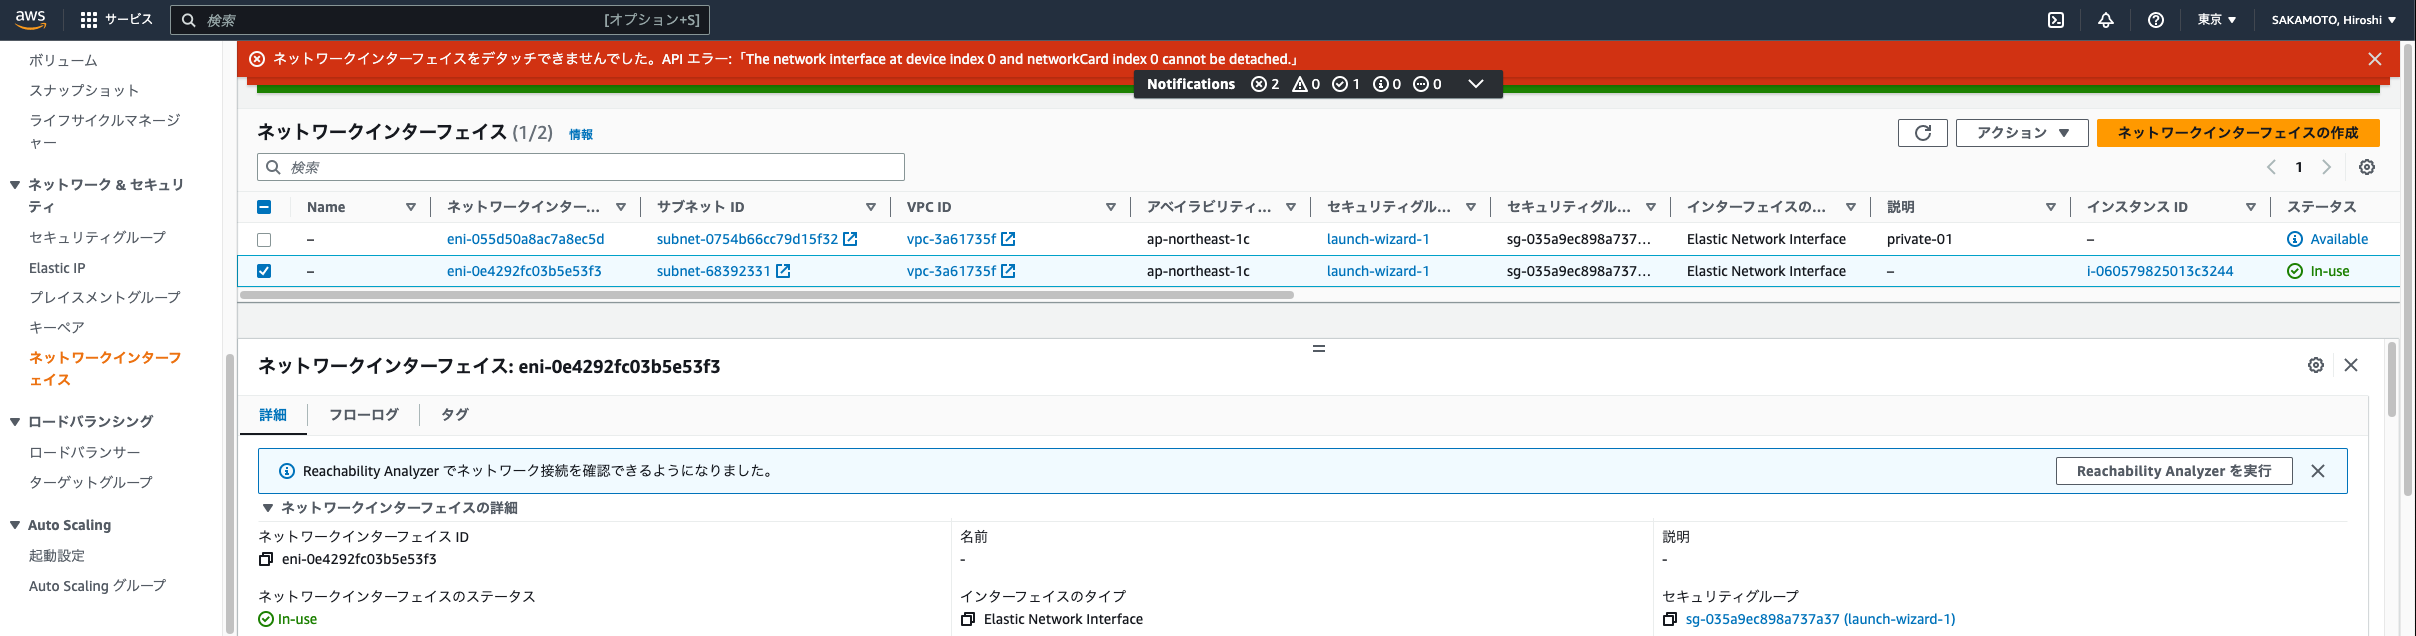 aws
サービス
検索
[オプション+S]
東京 ▼
SAKAMOTO, Hiroshi ▼
ボリューム
スナップショット
ライフサイクルマネージ
ャー
▼ ネットワーク & セキュリ
ティ
セキュリティグループ
Elastic IP
プレイスメントグループ
キーペア
ネットワークインターフ
ェイス
▼ ロードバランシング
ロードバランサー
ターゲットグループ
▼ Auto Scaling
起動設定
Auto Scaling グループ
ネットワークインターフェイスをデタッチできませんでした。API エラー:「The network interface at device index 0 and networkCard index 0 cannot be detached.」
Notifications 2 0 1 0 0
ネットワークインターフェイス (1/2) 情報
アクション ▼
ネットワークインターフェイスの作成
検索
1
Name ネットワークインター... サブネット ID VPC ID アベイラビリティ... セキュリティグル... セキュリティグル... インターフェイスの... 説明 インスタンス ID ステータス
– eni-055d50a8ac7a8ec5d subnet-0754b66cc79d15f32 vpc-3a61735f ap-northeast-1c launch-wizard-1 sg-035a9ec898a737... Elastic Network Interface private-01 – Available
– eni-0e4292fc03b5e53f3 subnet-68392331 vpc-3a61735f ap-northeast-1c launch-wizard-1 sg-035a9ec898a737... Elastic Network Interface – i-060579825013c3244 In-use
ネットワークインターフェイス: eni-0e4292fc03b5e53f3
詳細 フローログ タグ
Reachability Analyzer でネットワーク接続を確認できるようになりました。
Reachability Analyzer を実行
▼ ネットワークインターフェイスの詳細
ネットワークインターフェイス ID
eni-0e4292fc03b5e53f3
名前
-
説明
-
ネットワークインターフェイスのステータス
In-use
インターフェイスのタイプ
Elastic Network Interface
セキュリティグループ
sg-035a9ec898a737a37 (launch-wizard-1)